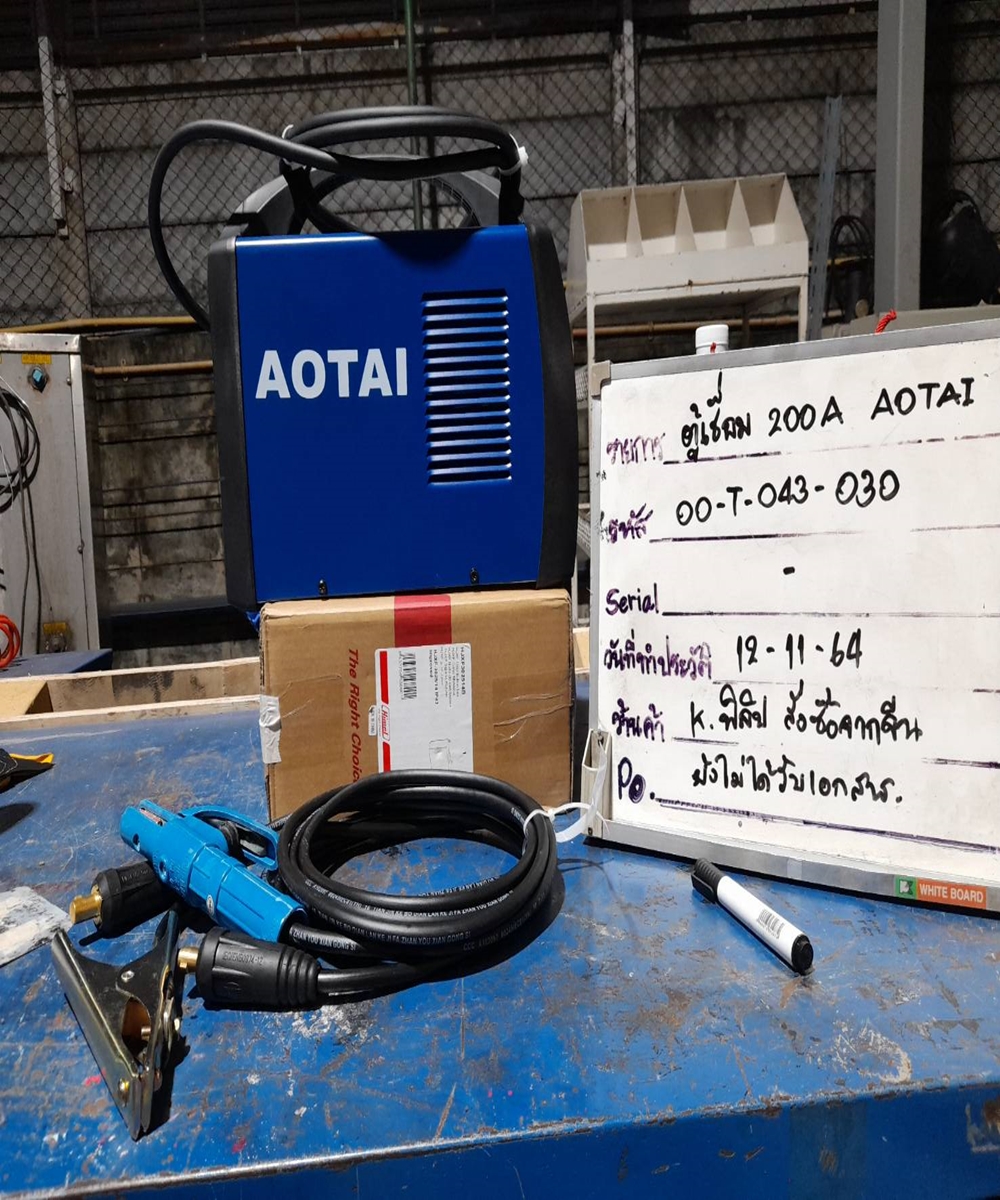 AOTAI
The Right Choice
รายการ ตู้เชื่อม 200A AOTAI
รหัส 00-T-043-030
Serial -
วันที่ทำประวัติ 12-11-64
ร้านค้า K. ฟิลิป สั่งซื้อจากจีน
PO. ยังไม่ได้รับเอกสาร.
WHITE BOARD